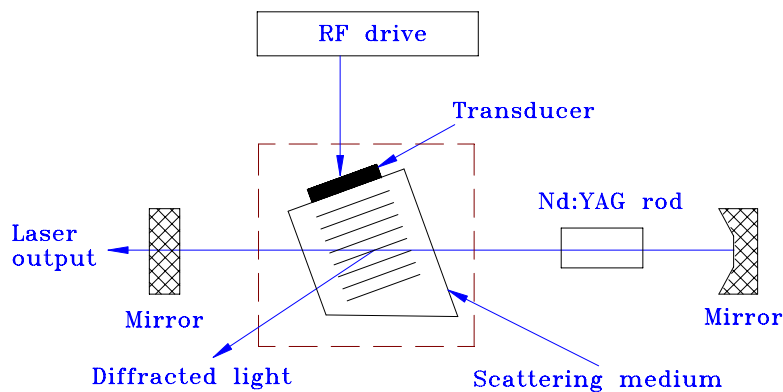 RF drive
Transducer
Nd:YAG rod
Laser
output
Mirror
Mirror
Diffracted light
Scattering medium